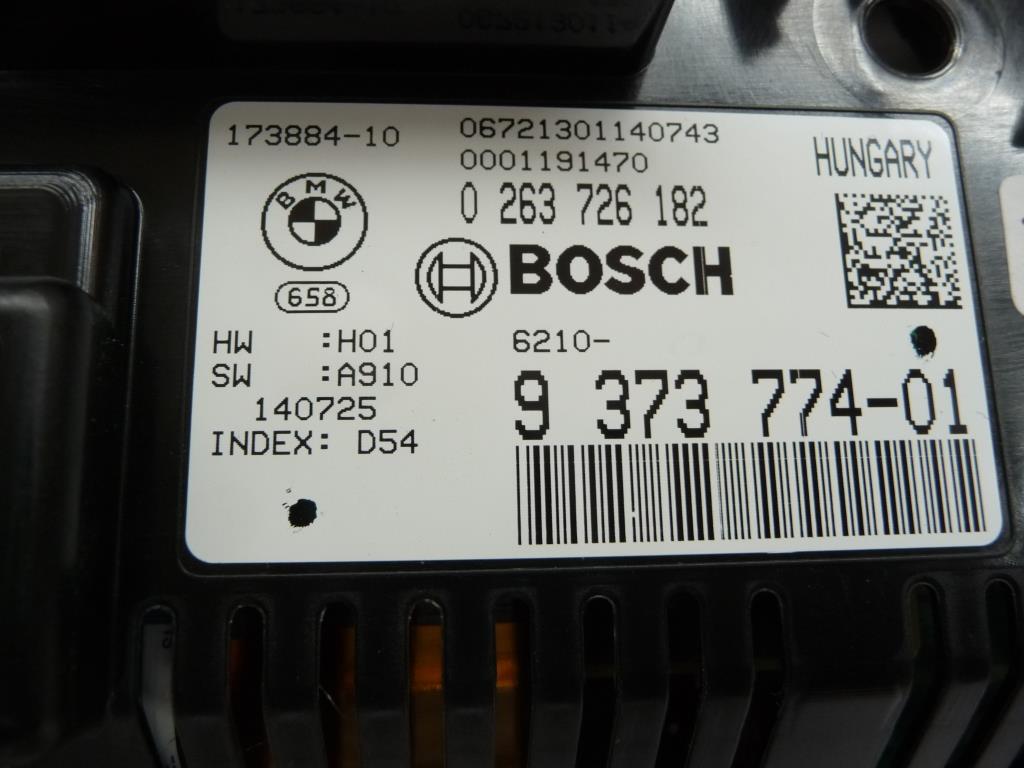 173884-10
06721301140743
0001191470
0 263 726 182
HUNGARY
BMW
BOSCH
658
HW :H01
SW :A910
140725
INDEX: D54
6210-
9 373 774-01